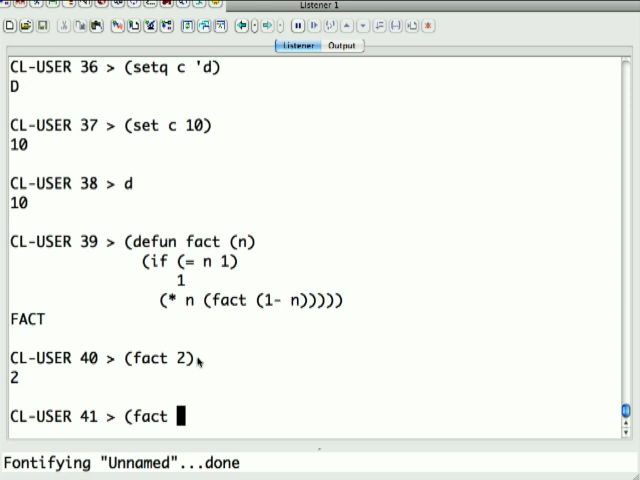 Listener 1
Listener Output
CL-USER 36 > (setq c 'd)
D
CL-USER 37 > (set c 10)
10
CL-USER 38 > d
10
CL-USER 39 > (defun fact (n)
(if (= n 1)
1
(* n (fact (1- n)))))
FACT
CL-USER 40 > (fact 2)
2
CL-USER 41 > (fact
Fontifying "Unnamed"...done